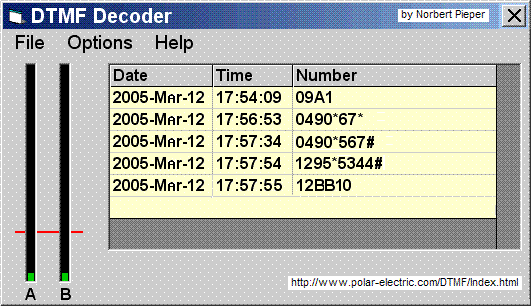 DTMF Decoder
by Norbert Pieper
File Options Help
Date Time Number
2005-Mar-12 17:54:09 09A1
2005-Mar-12 17:56:53 0490*67*
2005-Mar-12 17:57:34 0490*567#
2005-Mar-12 17:57:54 1295*5344#
2005-Mar-12 17:57:55 12BB10
A B
http://www.polar-electric.com/DTMF/Index.html